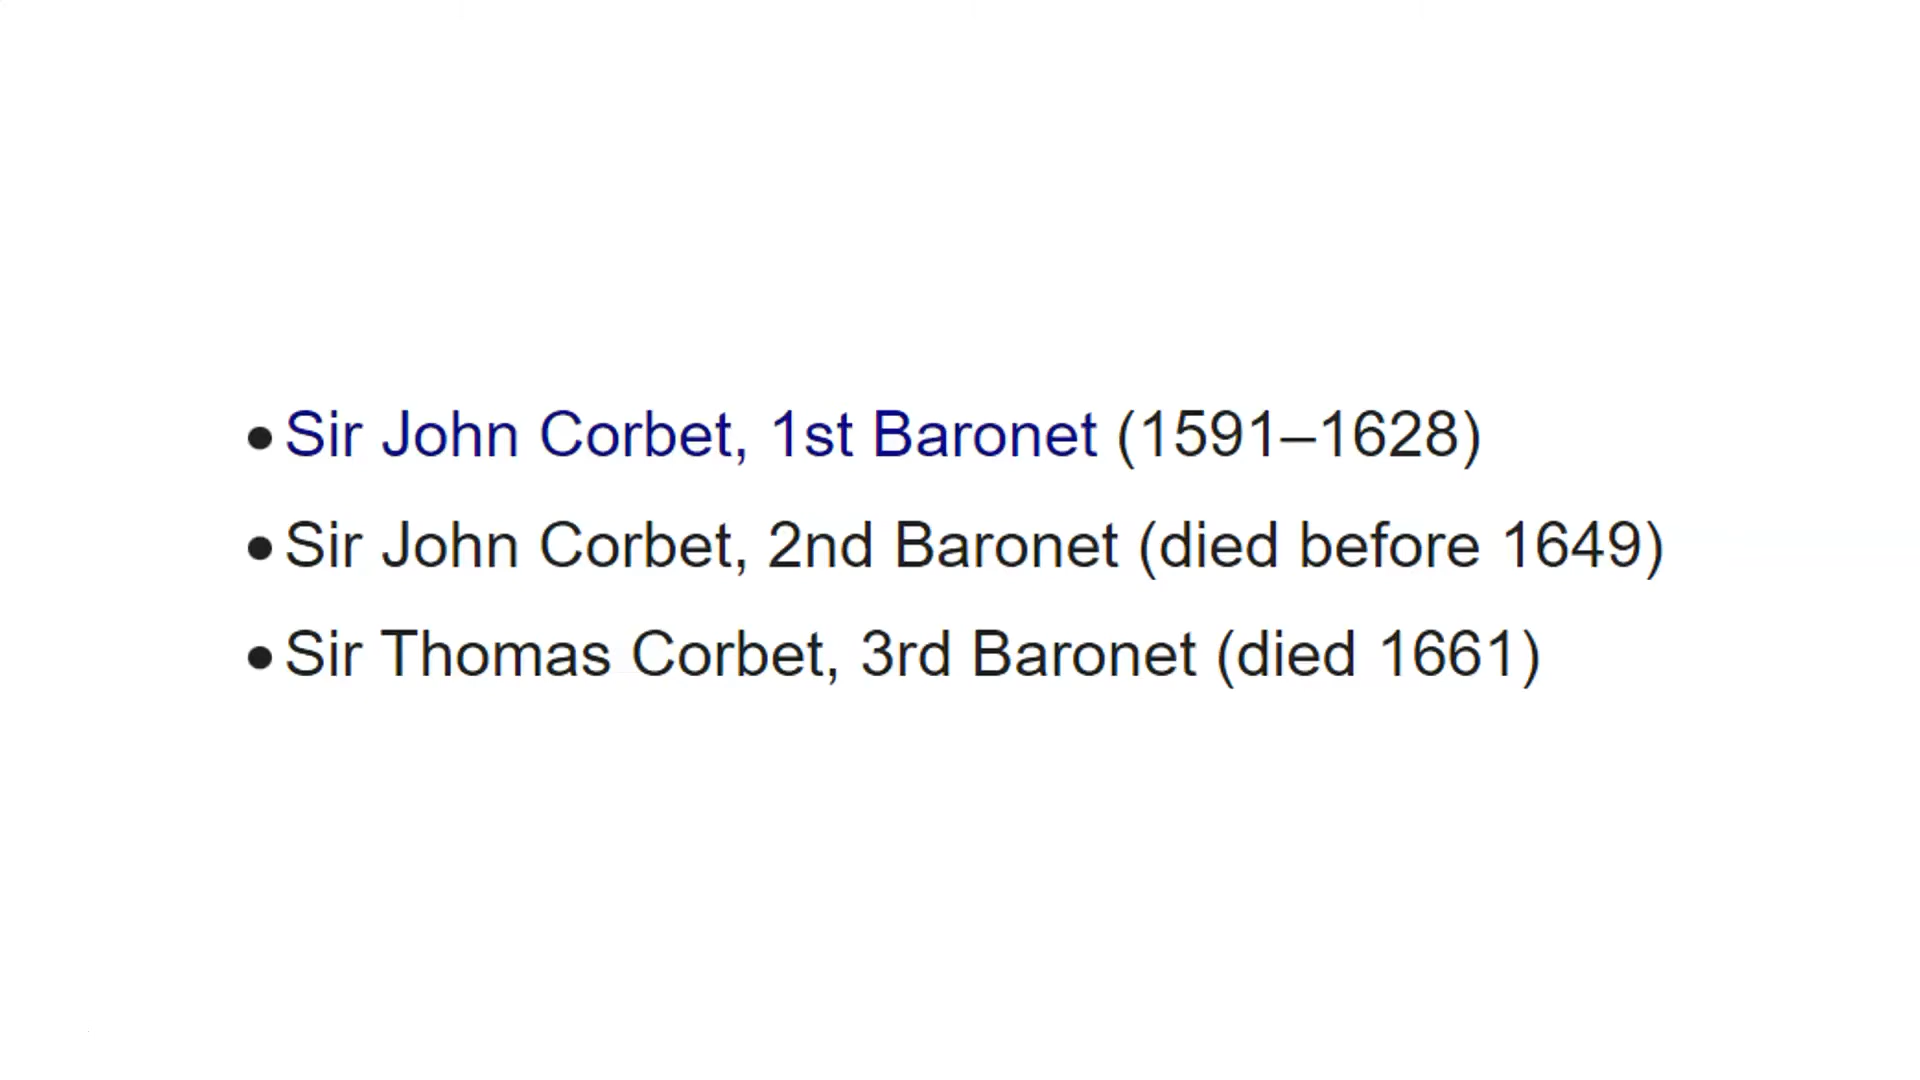 • Sir John Corbet, 1st Baronet (1591–1628)
• Sir John Corbet, 2nd Baronet (died before 1649)
• Sir Thomas Corbet, 3rd Baronet (died 1661)